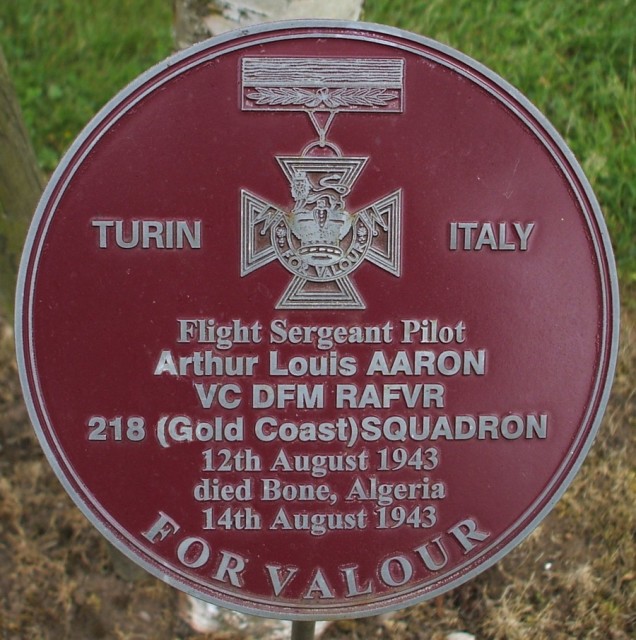 TURIN ITALY
FOR VALOUR
Flight Sergeant Pilot
Arthur Louis AARON
VC DFM RAFVR
218 (Gold Coast) SQUADRON
12th August 1943
died Bone, Algeria
14th August 1943
FOR VALOUR